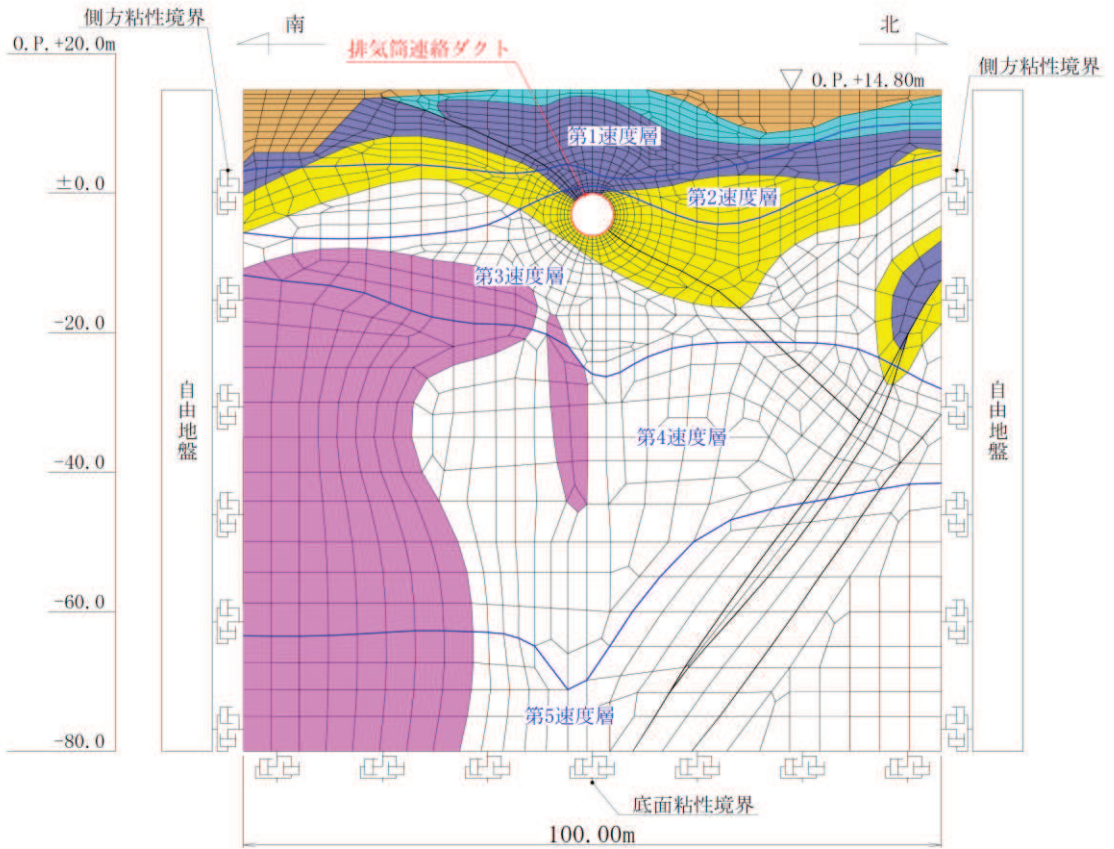 側方粘性境界
南
北
O.P.+20.0m
排気筒連絡ダクト
O.P.+14.80m
側方粘性境界
第1速度層
±0.0
第2速度層
第3速度層
-20.0
自由地盤
自由地盤
第4速度層
-40.0
-60.0
第5速度層
-80.0
底面粘性境界
100.00m